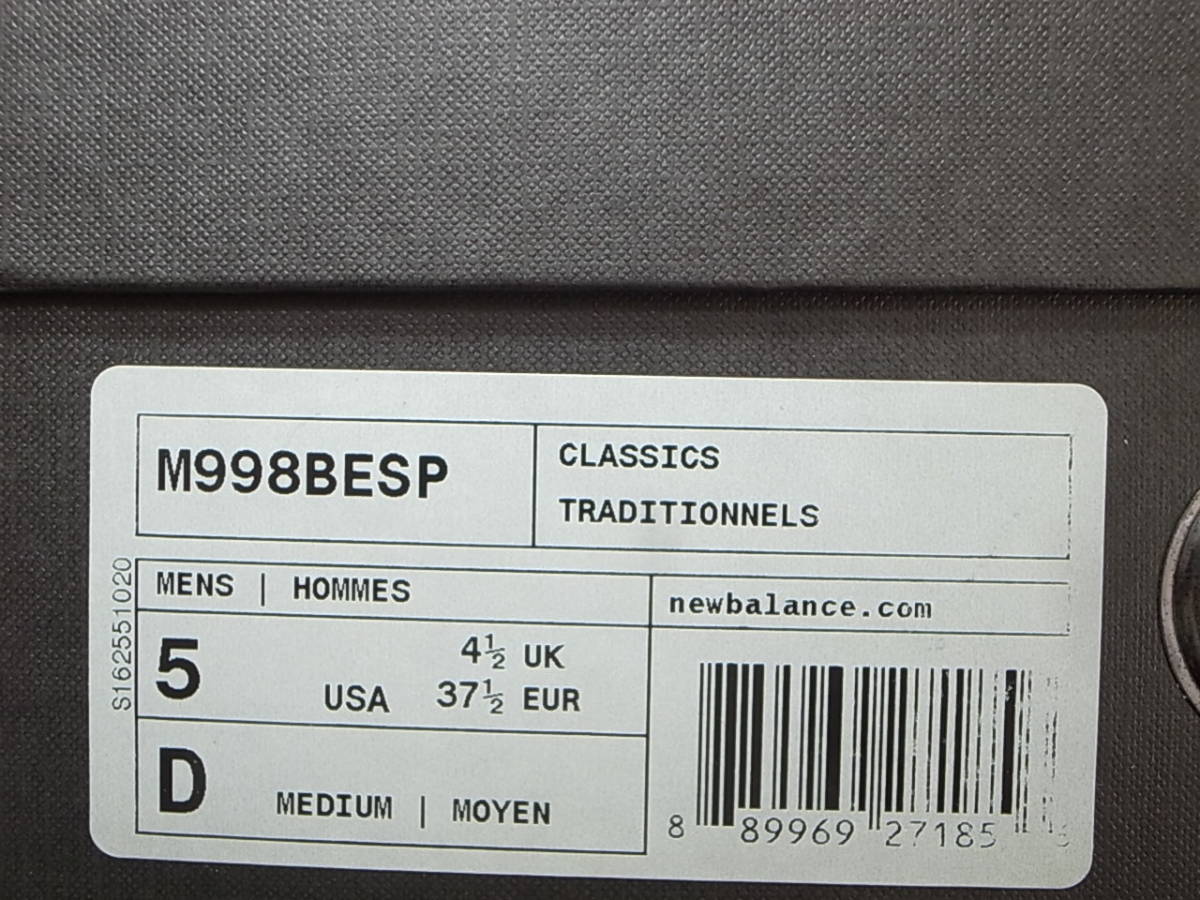 M998BESP
CLASSICS
TRADITIONNELS
S162551020
MENS | HOMMES
5
USA
4½ UK
37½ EUR
D
MEDIUM | MOYEN
newbalance.com
8 89969 27185